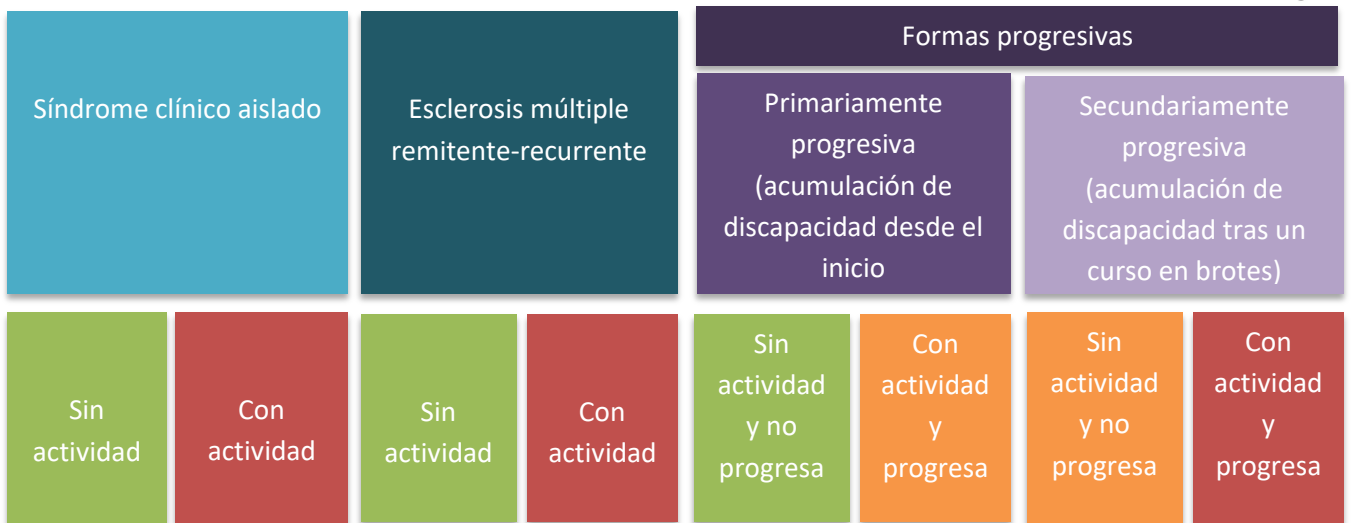 Síndrome clínico aislado
Esclerosis múltiple
remitente-recurrente
Formas progresivas
Primariamente
progresiva
(acumulación de
discapacidad desde el
inicio
Secundariamente
progresiva
(acumulación de
discapacidad tras un
curso en brotes)
Sin
actividad
Con
actividad
Sin
actividad
Con
actividad
Sin
actividad
y no
progresa
Con
actividad
y
progresa
Sin
actividad
y no
progresa
Con
actividad
y
progresa